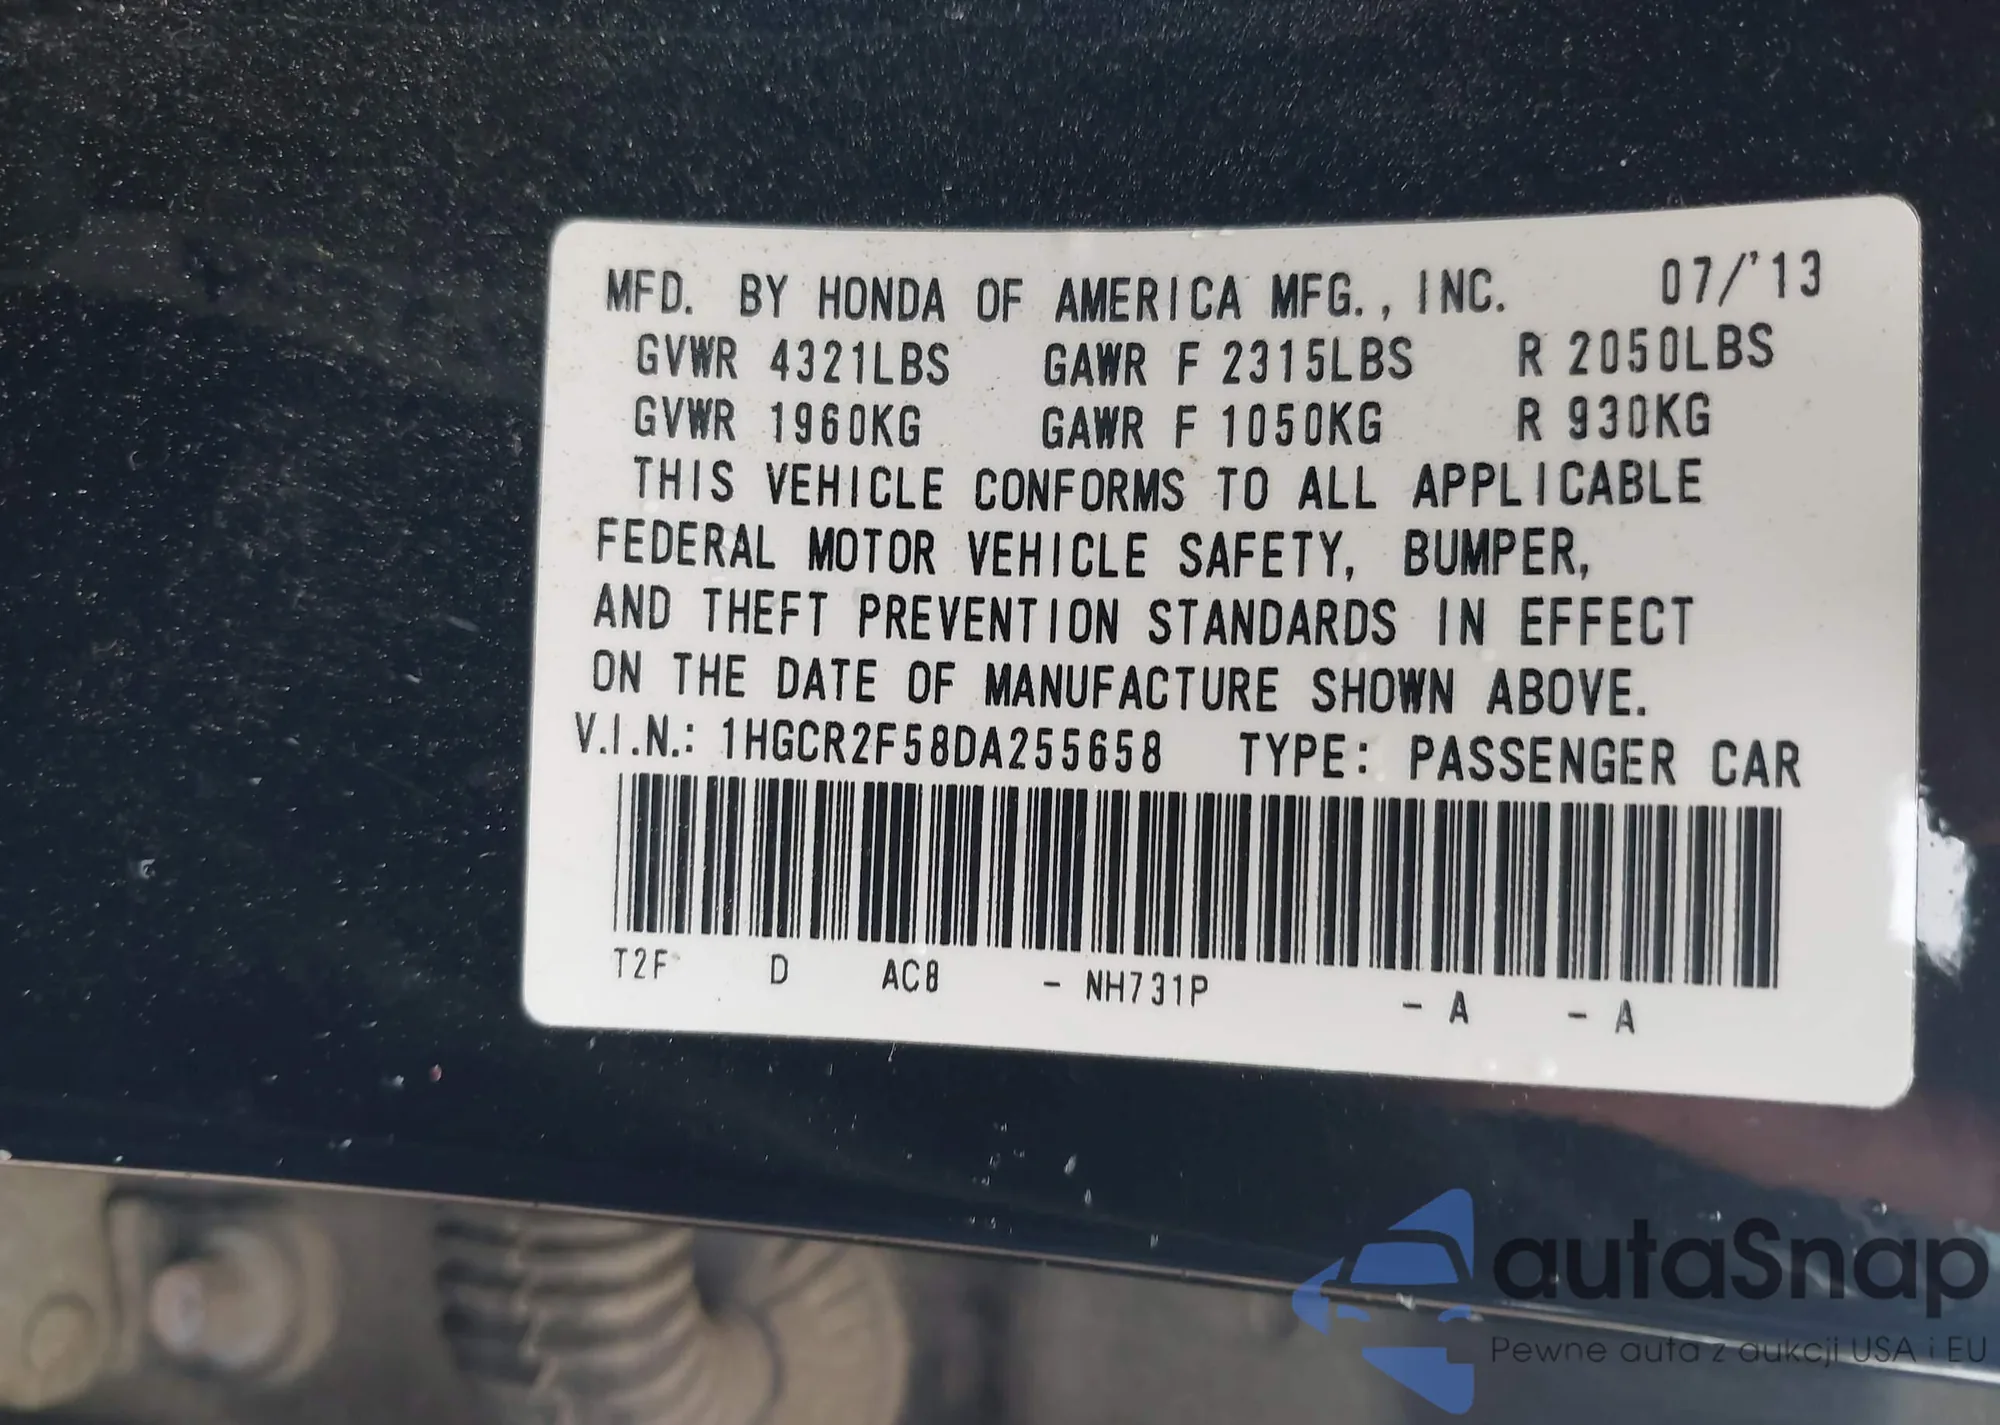 MFD. BY HONDA OF AMERICA MFG., INC. 07/'13
GVWR 4321LBS GAWR F 2315LBS R 2050LBS
GVWR 1960KG GAWR F 1050KG R 930KG
THIS VEHICLE CONFORMS TO ALL APPLICABLE
FEDERAL MOTOR VEHICLE SAFETY, BUMPER,
AND THEFT PREVENTION STANDARDS IN EFFECT
ON THE DATE OF MANUFACTURE SHOWN ABOVE.
V.I.N.: 1HGCR2F58DA255658 TYPE: PASSENGER CAR
T2F D AC8 - NH731P - A - A
autaSnap
Pewne auta z aukcji USA i EU